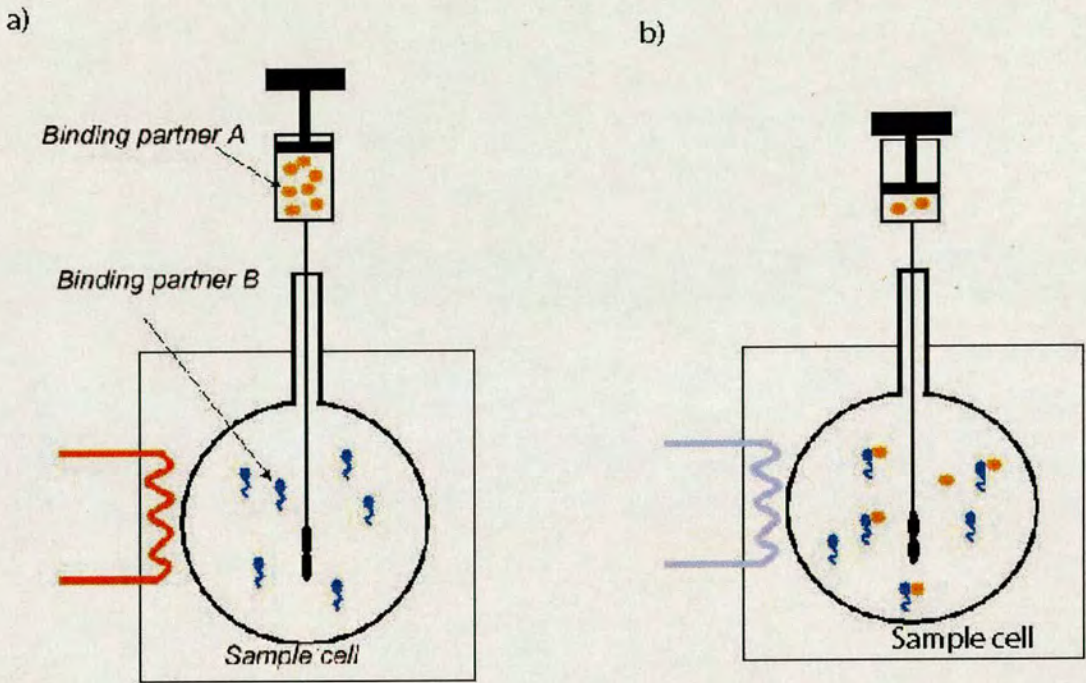 a)
b)
Binding partner A
Binding partner B
Sample cell
Sample cell